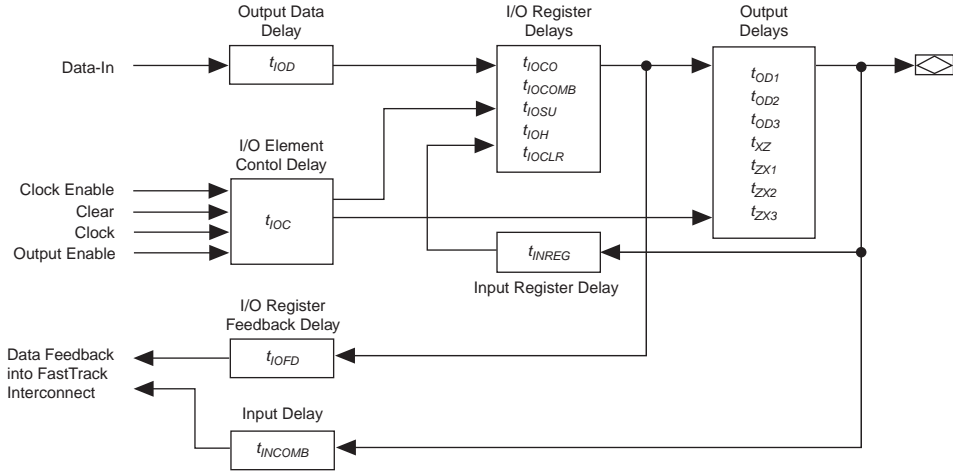 Output Data
Delay
I/O Register
Delays
Output
Delays
Data-In
tIOD
tIOCO
tIOCOMB
tIOSU
tIOH
tIOCLR
tOD1
tOD2
tOD3
tXZ
tZX1
tZX2
tZX3
I/O Element
Contol Delay
Clock Enable
Clear
Clock
Output Enable
tIOC
tINREG
Input Register Delay
I/O Register
Feedback Delay
tIOFD
Data Feedback
into FastTrack
Interconnect
Input Delay
tINCOMB